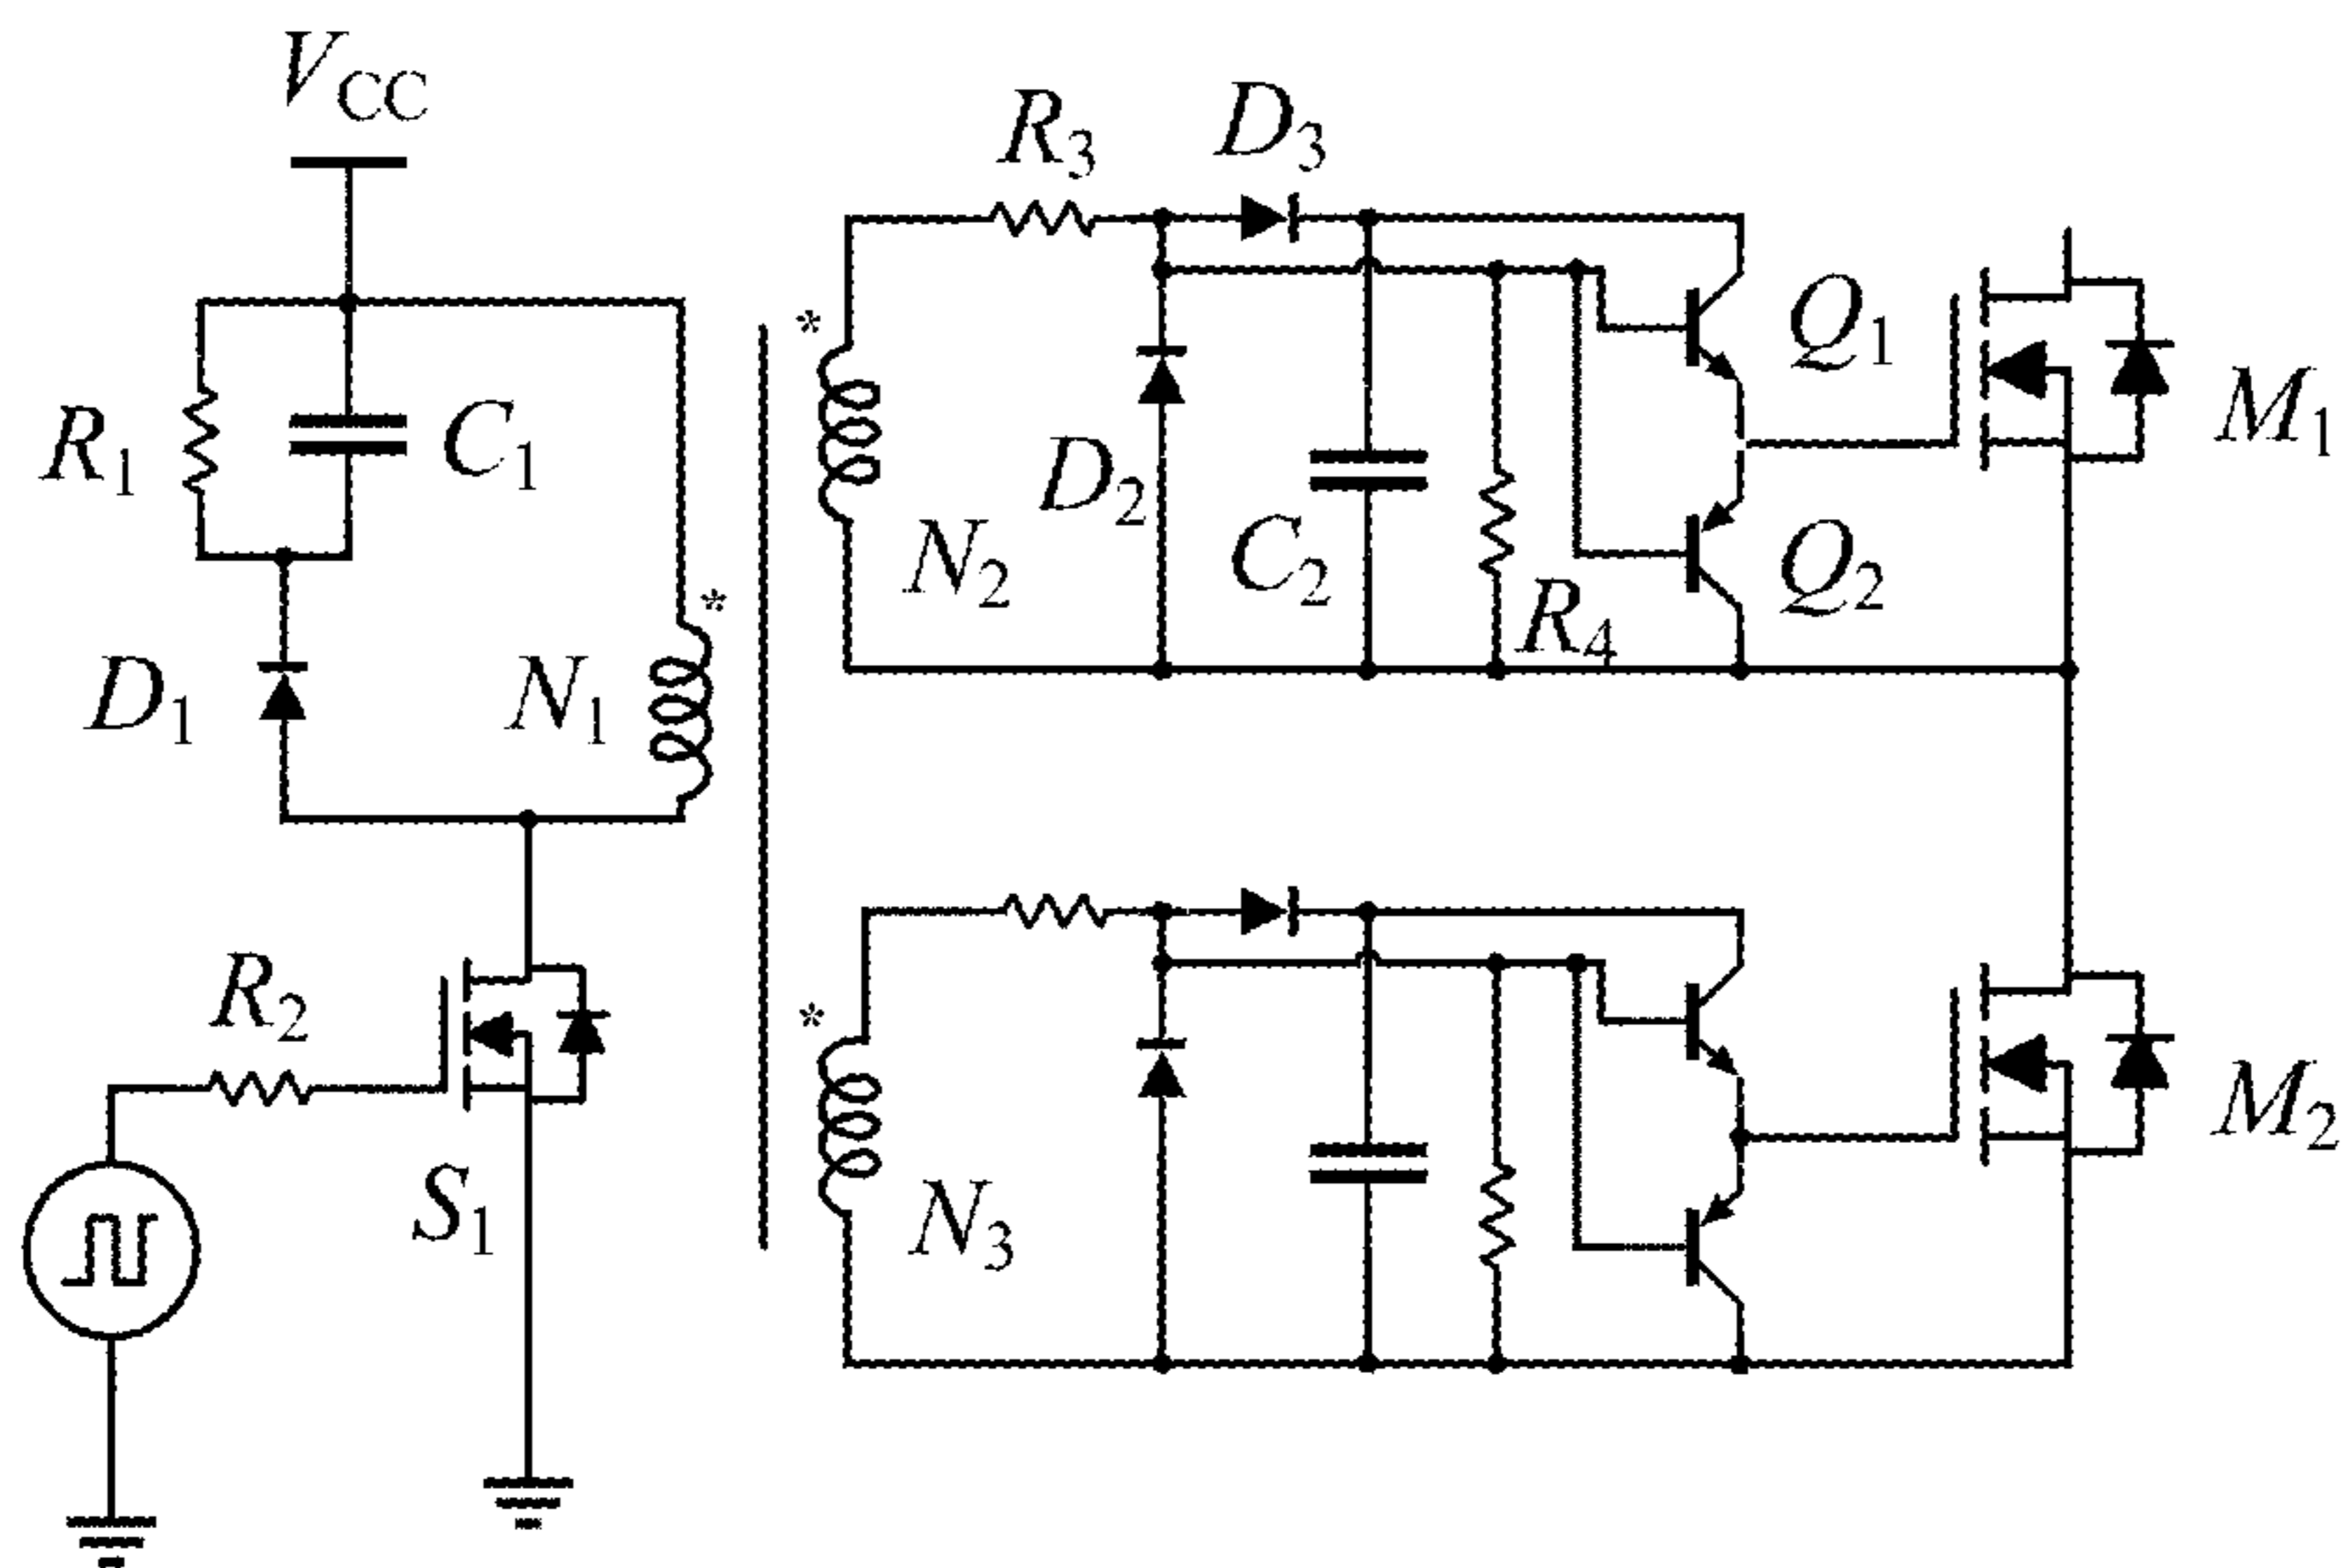 V_CC
R_3
D_3
Q_1
M_1
R_1
C_1
D_2
N_2
C_2
Q_2
R_4
D_1
N_1
R_2
S_1
N_3
M_2
*
*
*